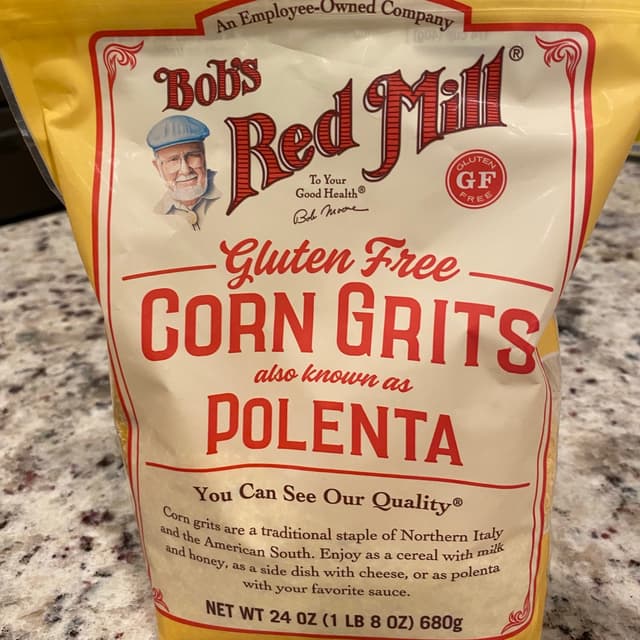 An Employee-Owned Company
Bob's
Red Mill®
To Your
Good Health®
Bob Moore
GLUTEN
GF
FREE
Gluten Free
CORN GRITS
also known as
POLENTA
You Can See Our Quality®
Corn grits are a traditional staple of Northern Italy
and the American South. Enjoy as a cereal with milk
and honey, as a side dish with cheese, or as polenta
with your favorite sauce.
NET WT 24 OZ (1 LB 8 OZ) 680g